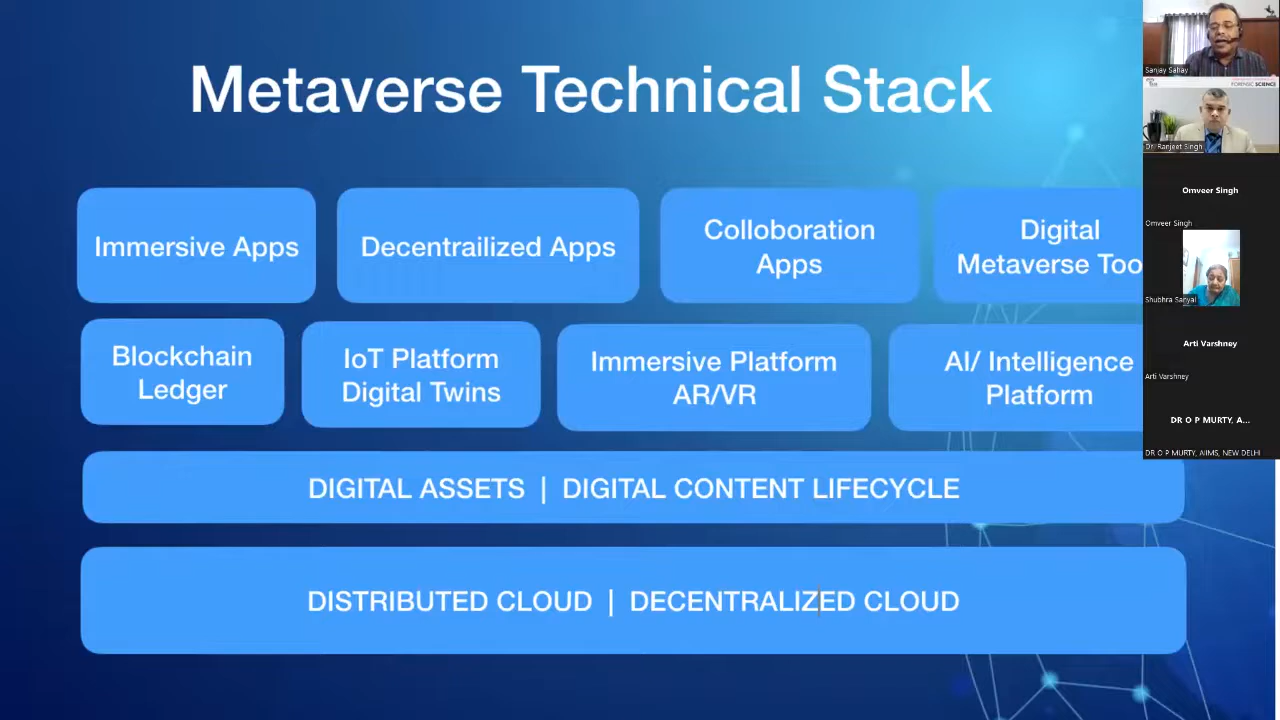 Metaverse Technical Stack
Immersive Apps
Decentrailized Apps
Colloboration
Apps
Digital
Metaverse Too
Blockchain
Ledger
IoT Platform
Digital Twins
Immersive Platform
AR/VR
AI/ Intelligence
Platform
DIGITAL ASSETS | DIGITAL CONTENT LIFECYCLE
DISTRIBUTED CLOUD | DECENTRALIZED CLOUD
Sanjay Sahay
FORENSIC SCIENCE
Dr. Ranjeet Singh
Omveer Singh
Omveer Singh
Shubhra Sanyal
Arti Varshney
Arti Varshney
DR O P MURTY, A...
DR O P MURTY, AIIMS, NEW DELHI